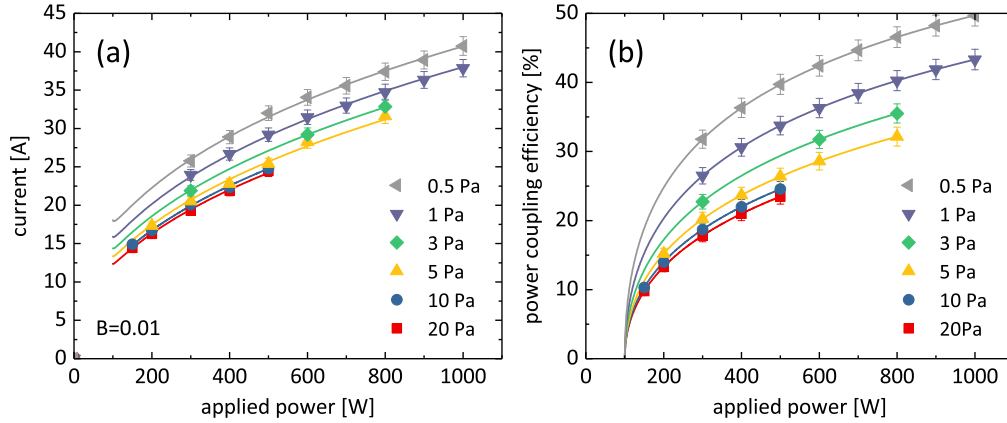 (a)
45
40
35
30
25
20
15
10
5
0
current [A]
0.5 Pa
1 Pa
3 Pa
5 Pa
10 Pa
20 Pa
B=0.01
0 200 400 600 800 1000
applied power [W]
(b)
50
40
30
20
10
0
power coupling efficiency [%]
0.5 Pa
1 Pa
3 Pa
5 Pa
10 Pa
20Pa
0 200 400 600 800 1000
applied power [W]